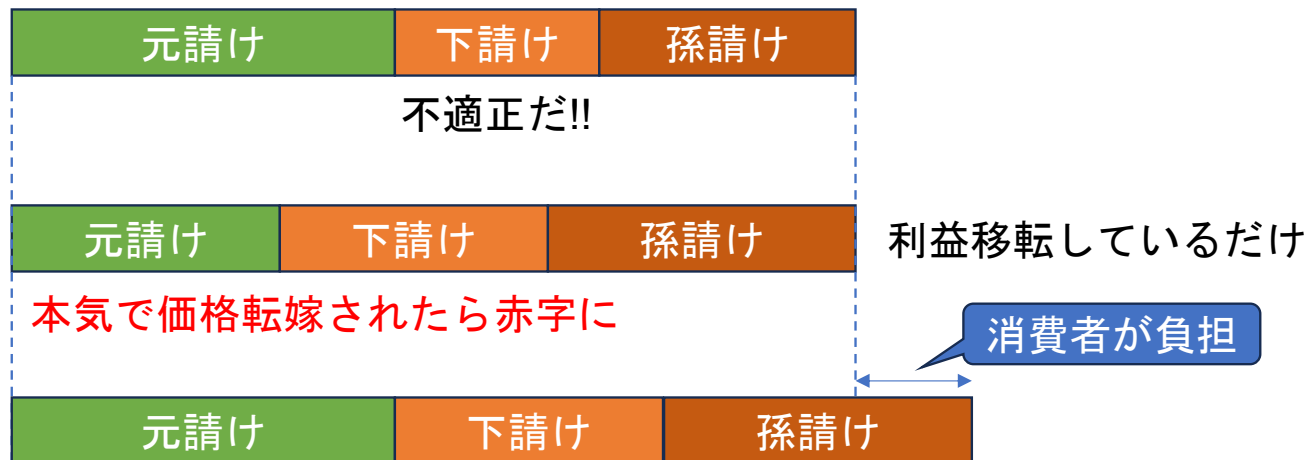 元請け 下請け 孫請け
不適正だ!!
元請け 下請け 孫請け
利益移転しているだけ
本気で価格転嫁されたら赤字に
消費者が負担
元請け 下請け 孫請け